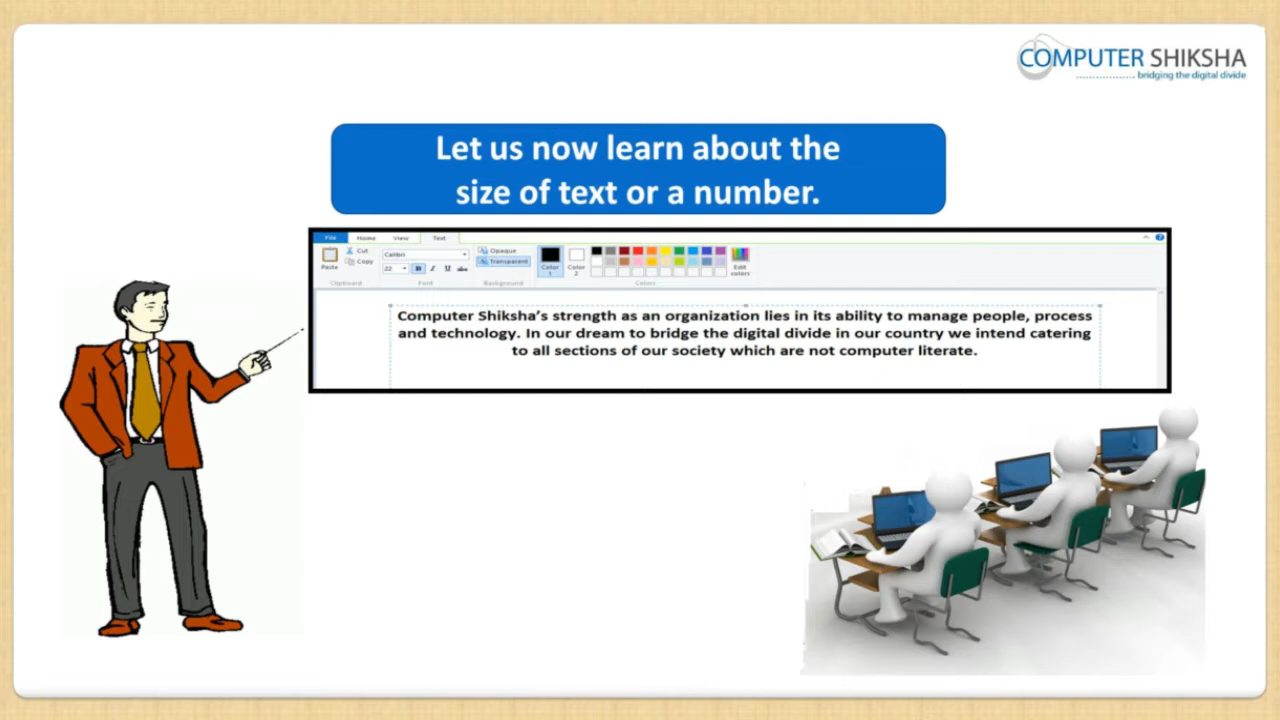 COMPUTER SHIKSHA
bridging the digital divide
Let us now learn about the
size of text or a number.
File Home View Text
Paste Cut Copy Clipboard
Calibri
22 B I U abc
Font
Opaque
Transparent
Background
Color 1
Color 2
Edit colors
Colors
Computer Shiksha's strength as an organization lies in its ability to manage people, process
and technology. In our dream to bridge the digital divide in our country we intend catering
to all sections of our society which are not computer literate.